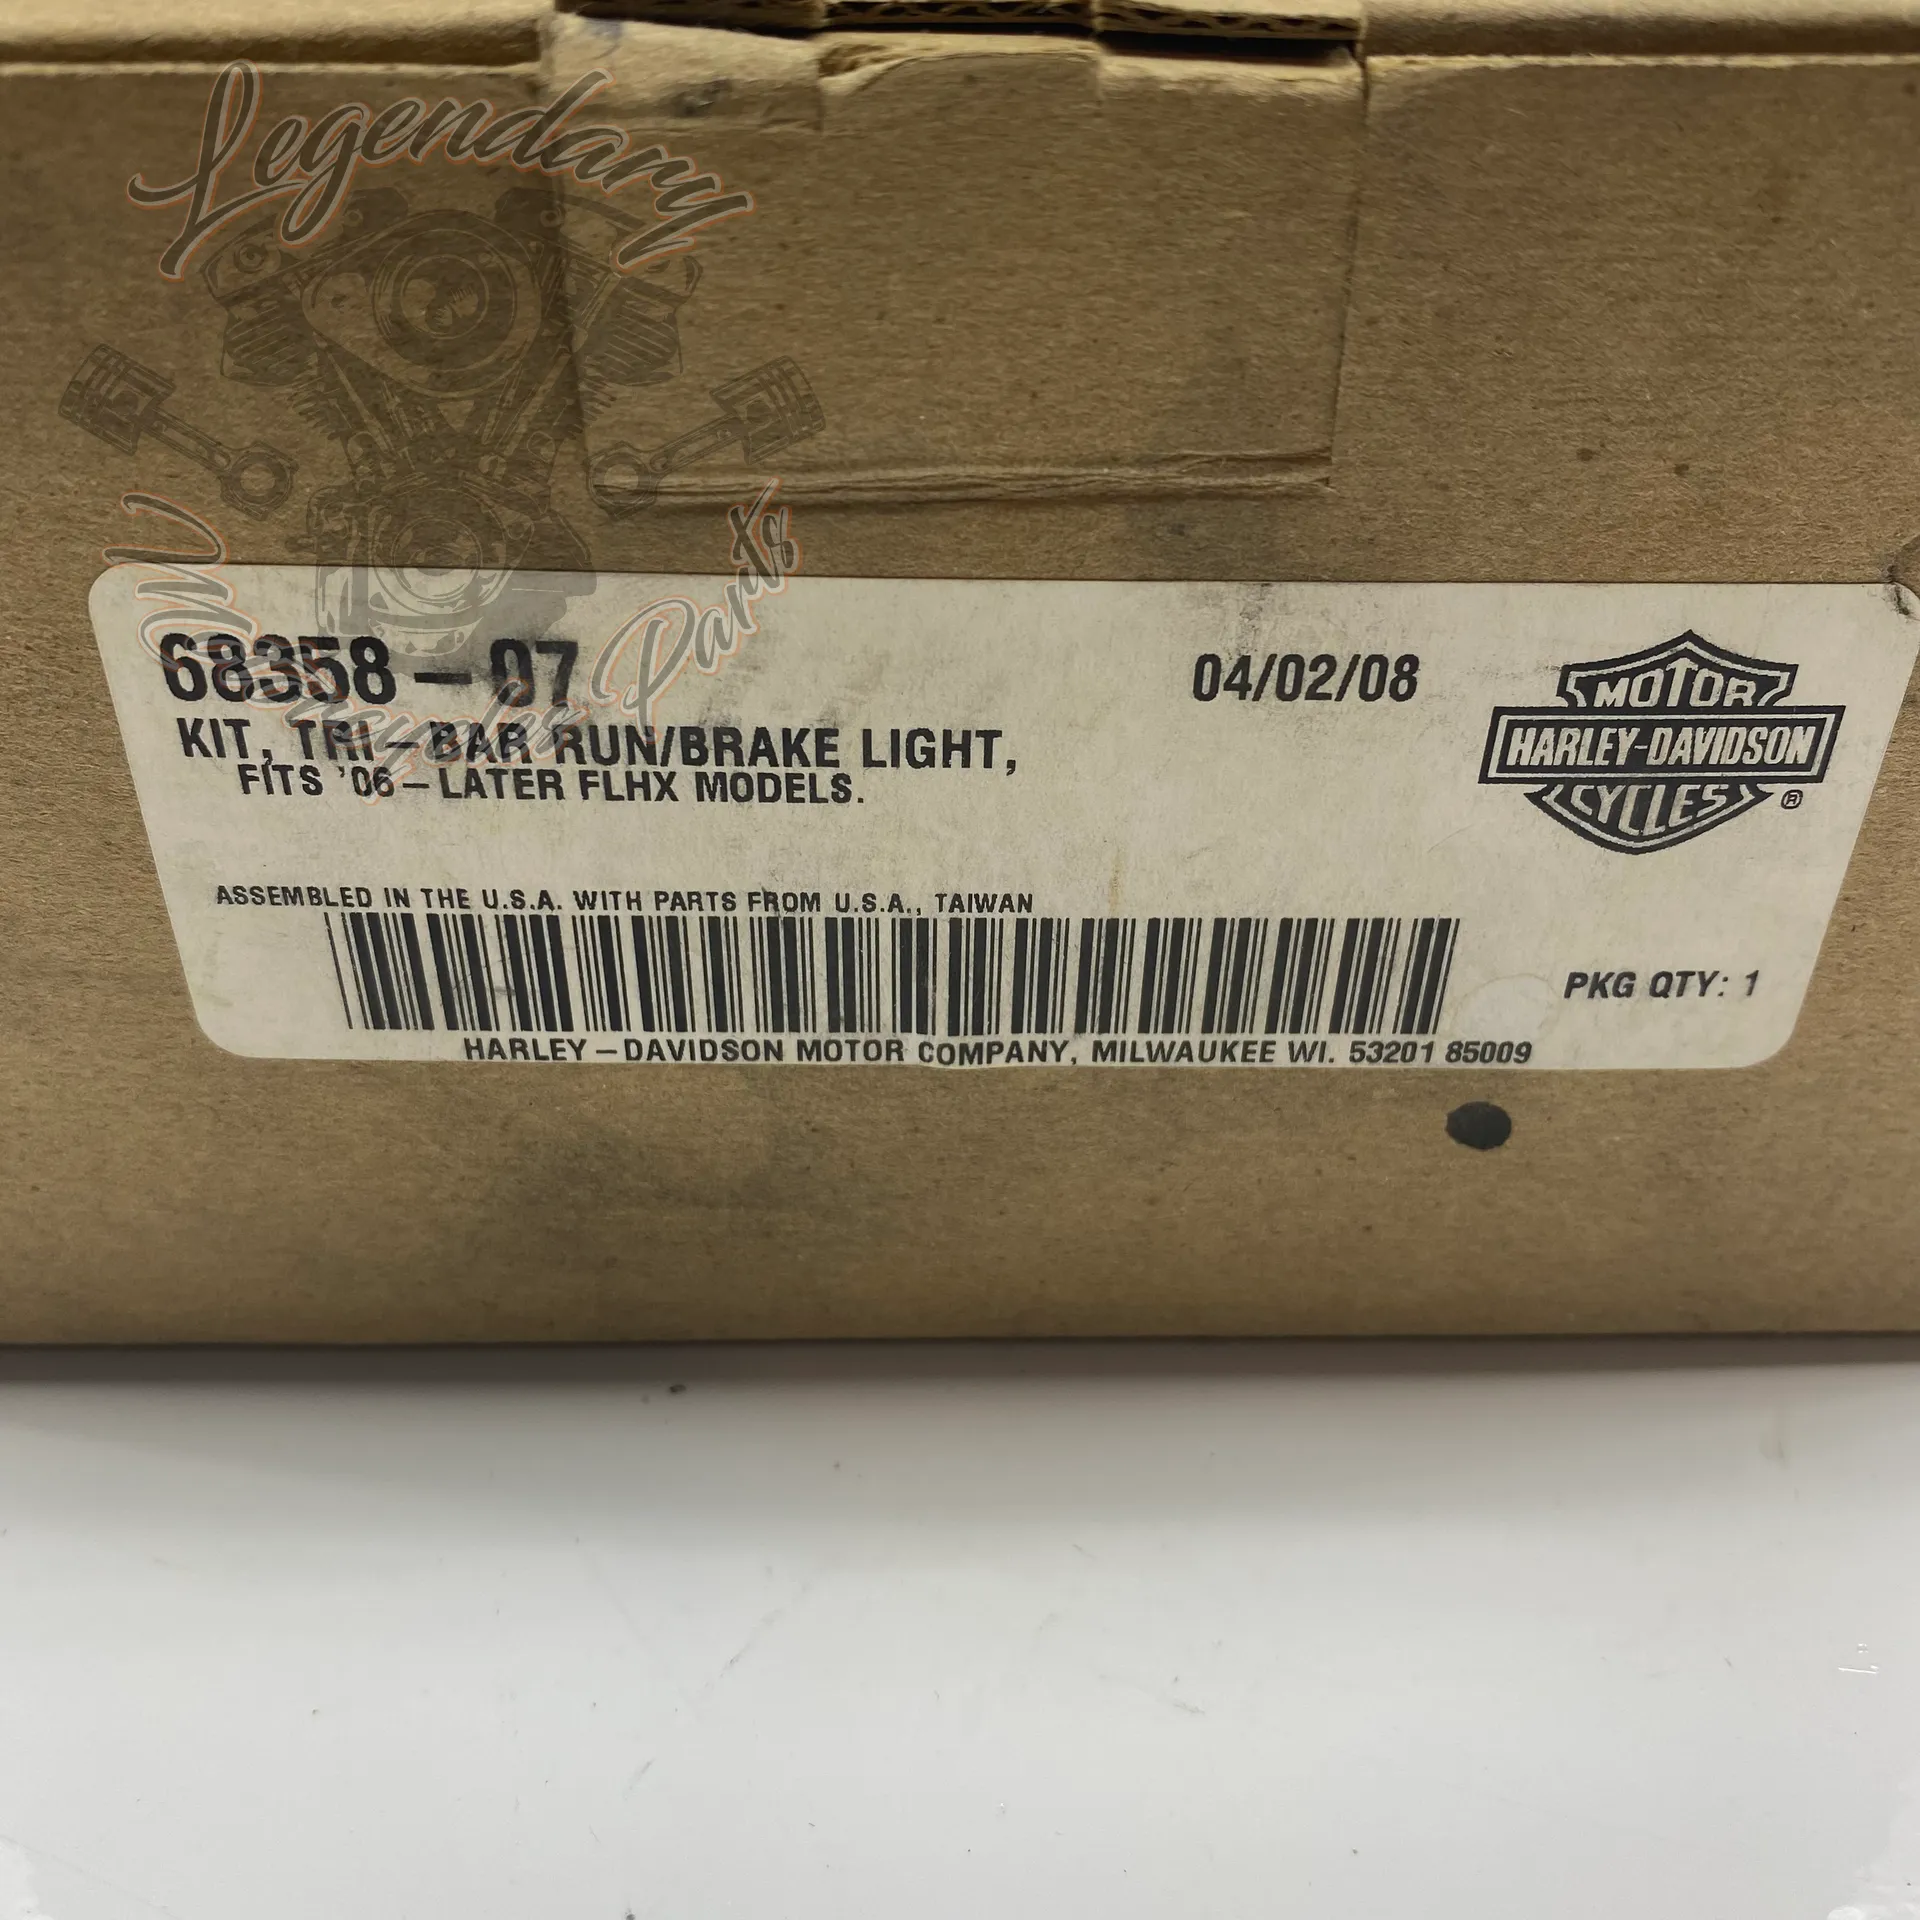 Legendary
Motorcycles Parts
68358-07
04/02/08
KIT, TRI-BAR RUN/BRAKE LIGHT,
FITS '06-LATER FLHX MODELS.
MOTOR
HARLEY-DAVIDSON
CYCLES ®
ASSEMBLED IN THE U.S.A. WITH PARTS FROM U.S.A., TAIWAN
PKG QTY: 1
HARLEY-DAVIDSON MOTOR COMPANY, MILWAUKEE WI. 53201 85009